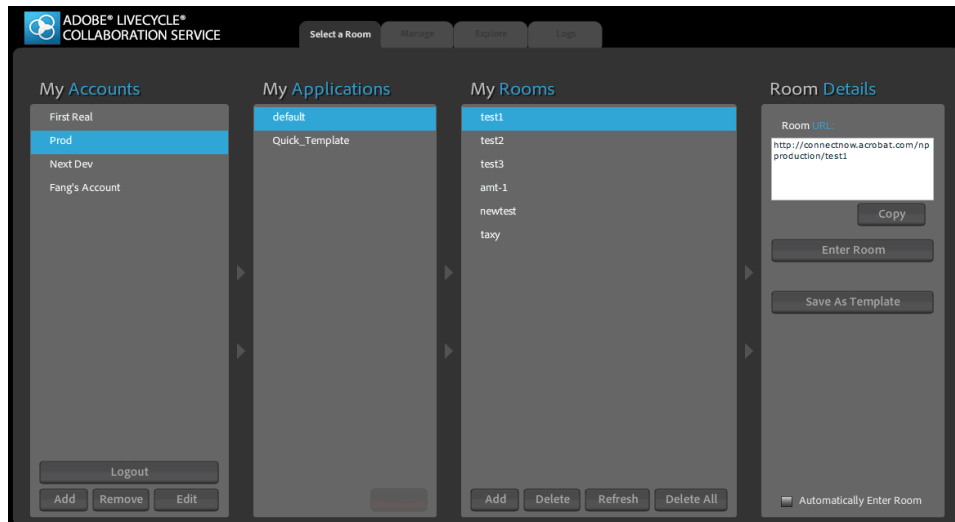 ADOBE® LIVECYCLE®
COLLABORATION SERVICE
Select a Room
Manage
Explore
Logs
My Accounts
First Real
Prod
Next Dev
Fang's Account
Logout
Add Remove Edit
My Applications
default
Quick_Template
My Rooms
test1
test2
test3
amt-1
newtest
taxy
Add Delete Refresh Delete All
Room Details
Room URL:
http://connectnow.acrobat.com/np
production/test1
Copy
Enter Room
Save As Template
Automatically Enter Room